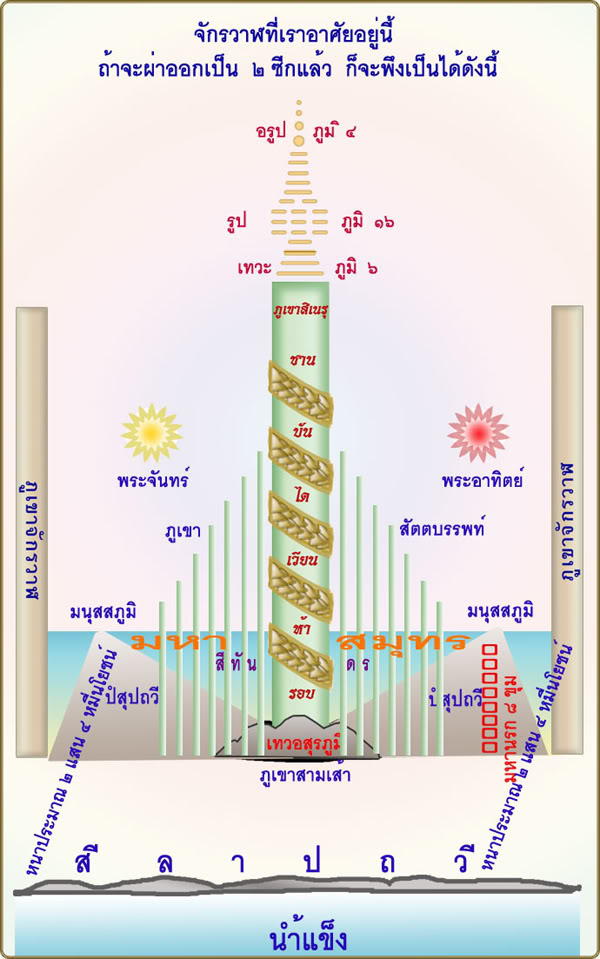 จักรวาฬที่เราอาศัยอยู่นี้
ถ้าจะผ่าออกเป็น ๒ ซีกแล้ว ก็จะพึงเป็นได้ดังนี้
อรูป ภูมิ ๔
รูป ภูมิ ๑๖
เทวะ ภูมิ ๖
ภูเขาสิเนรุ
ชาน
บัน
ได
เวียน
ห้า
รอบ
พระจันทร์
พระอาทิตย์
ภูเขา
สัตตบรรพท์
ภูเขาจักรวาฬ
ภูเขาจักรวาฬ
มนุสสภูมิ
มนุสสภูมิ
มหา สมุทร
สีทัน ดร
ปํสุปถวี
ปํสุปถวี
มหานรก ๘ ขุม
เทวอสุรภูมิ
ภูเขาสามเส้า
หนาประมาณ ๒ แสน ๔ หมื่นโยชน์
หนาประมาณ ๒ แสน ๔ หมื่นโยชน์
สีลาปถวี
นํ้าแข็ง